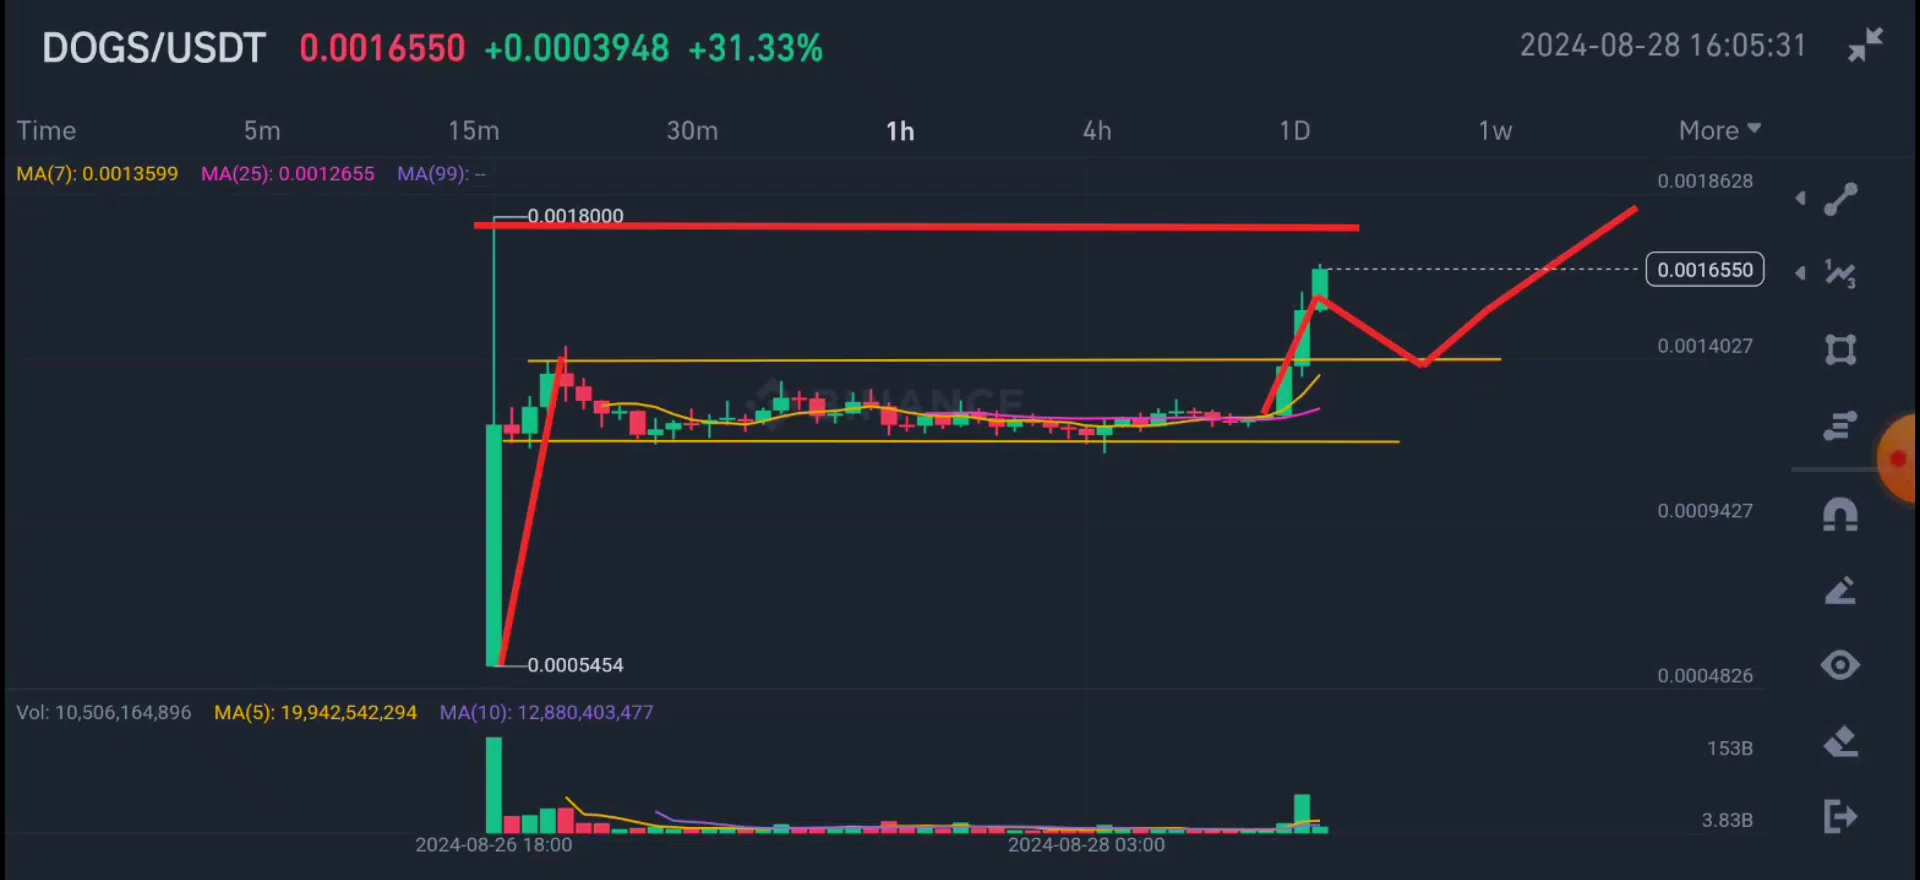 DOGS/USDT 0.0016550 +0.0003948 +31.33% 2024-08-28 16:05:31
Time 5m 15m 30m 1h 4h 1D 1w More
MA(7): 0.0013599 MA(25): 0.0012655 MA(99): --
0.0018628
0.0018000
0.0016550
0.0014027
BINANCE
0.0009427
0.0005454
0.0004826
Vol: 10,506,164,896 MA(5): 19,942,542,294 MA(10): 12,880,403,477
153B
3.83B
2024-08-26 18:00 2024-08-28 03:00